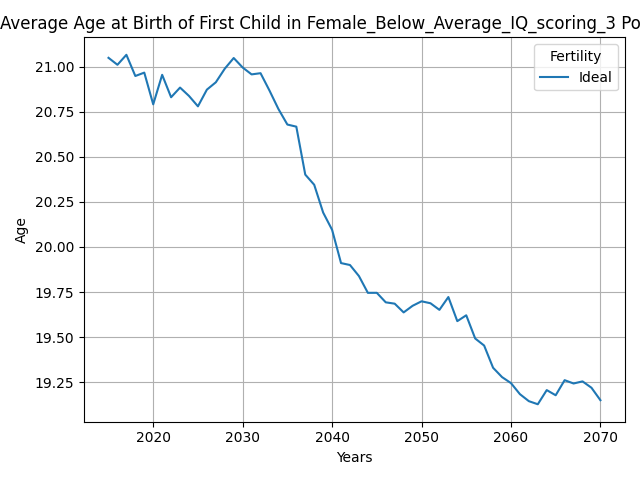 Average Age at Birth of First Child in Female_Below_Average_IQ_scoring_3 Po
Fertility
Ideal
21.00
20.75
20.50
20.25
20.00
19.75
19.50
19.25
Age
2020 2030 2040 2050 2060 2070
Years